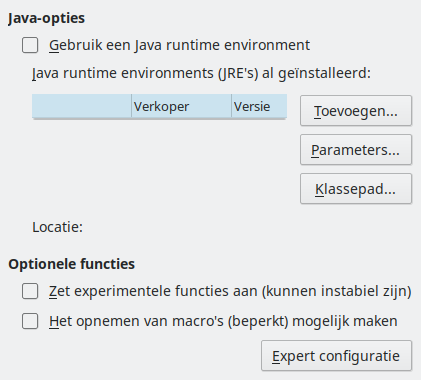 Java-opties
Gebruik een Java runtime environment
Java runtime environments (JRE's) al geïnstalleerd:
Verkoper Versie
Toevoegen...
Parameters...
Klassepad...
Locatie:
Optionele functies
Zet experimentele functies aan (kunnen instabiel zijn)
Het opnemen van macro's (beperkt) mogelijk maken
Expert configuratie